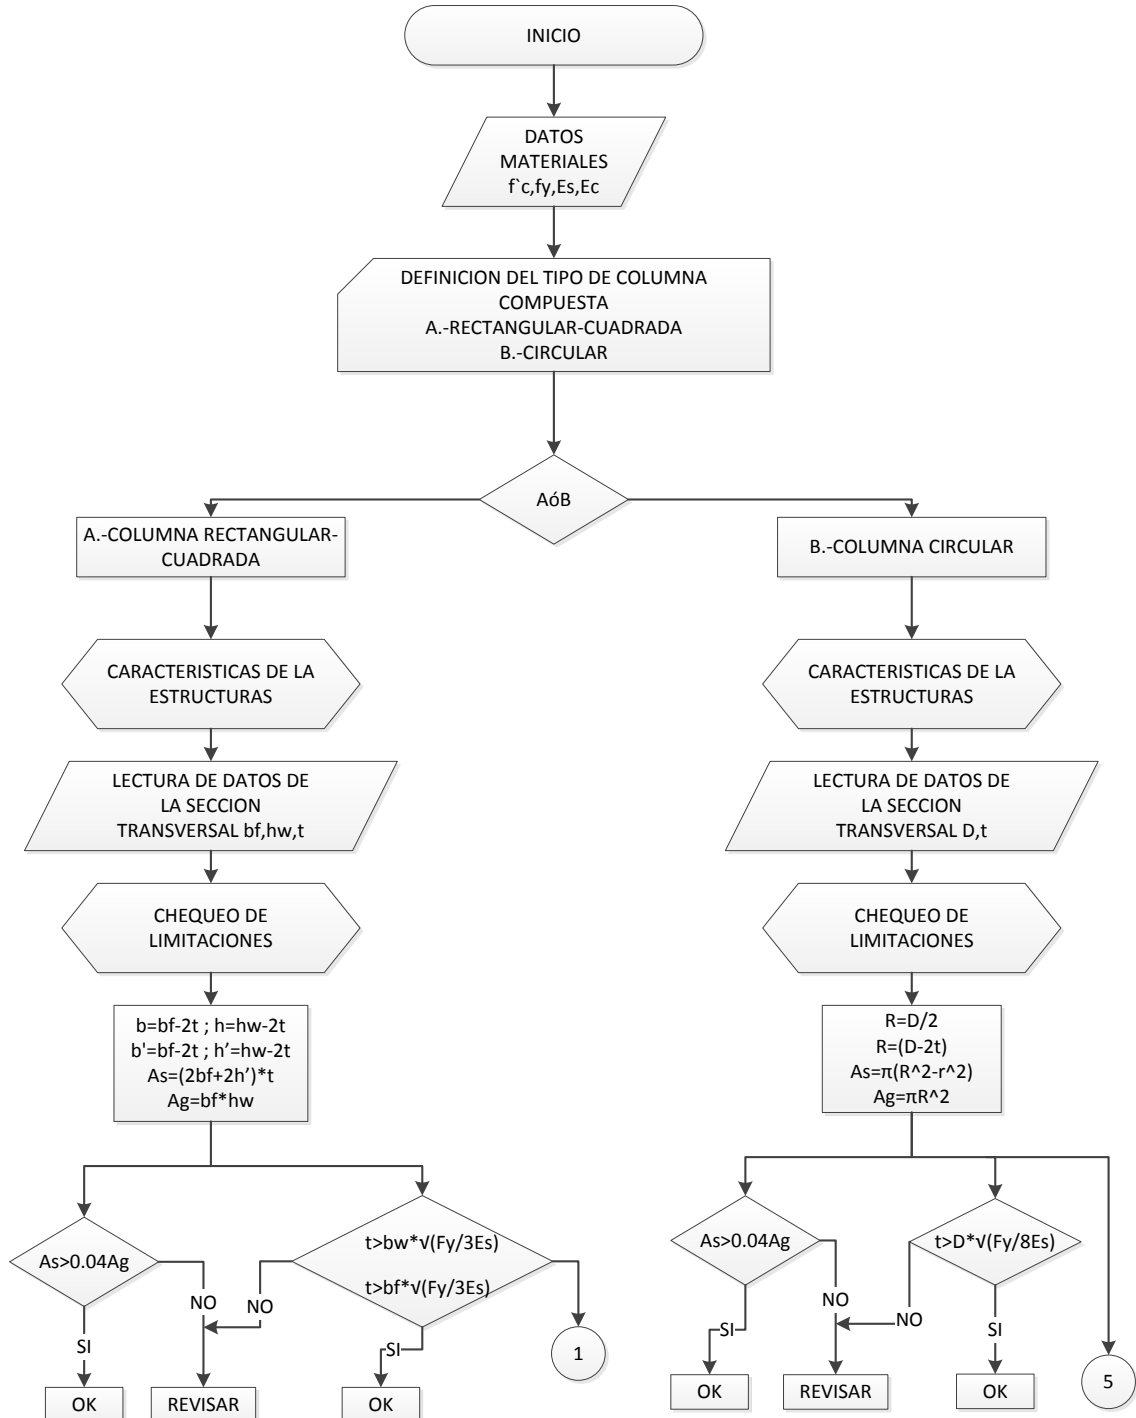 INICIO
DATOS
MATERIALES
f`c,fy,Es,Ec
DEFINICION DEL TIPO DE COLUMNA
COMPUESTA
A.-RECTANGULAR-CUADRADA
B.-CIRCULAR
AóB
A.-COLUMNA RECTANGULAR-
CUADRADA
CARACTERISTICAS DE LA
ESTRUCTURAS
LECTURA DE DATOS DE
LA SECCION
TRANSVERSAL bf,hw,t
CHEQUEO DE
LIMITACIONES
b=bf-2t ; h=hw-2t
b'=bf-2t ; h’=hw-2t
As=(2bf+2h’)*t
Ag=bf*hw
As>0.04Ag
t>bw*√(Fy/3Es)
t>bf*√(Fy/3Es)
NO
NO
SI
SI
1
OK
REVISAR
OK
B.-COLUMNA CIRCULAR
CARACTERISTICAS DE LA
ESTRUCTURAS
LECTURA DE DATOS DE
LA SECCION
TRANSVERSAL D,t
CHEQUEO DE
LIMITACIONES
R=D/2
R=(D-2t)
As=π(R^2-r^2)
Ag=πR^2
As>0.04Ag
t>D*√(Fy/8Es)
NO
NO
SI
SI
5
OK
REVISAR
OK